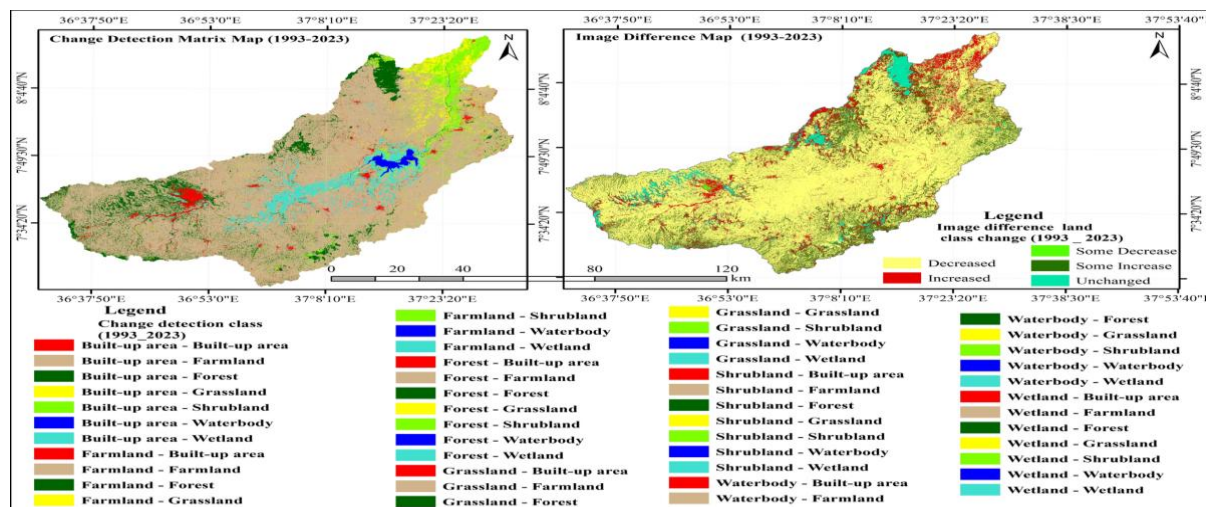 36°37'50"E 36°53'0"E 37°8'10"E 37°23'20"E
36°37'50"E 36°53'0"E 37°8'10"E 37°23'20"E 37°38'30"E 37°53'40"E
Change Detection Matrix Map (1993-2023)
N
Image Difference Map (1993-2023)
N
8°4'40"N
7°49'30"N
7°34'20"N
8°4'40"N
7°49'30"N
7°34'20"N
8°4'40"N
7°49'30"N
7°34'20"N
0 20 40 80 120
km
Legend
Image difference land
class change (1993 _ 2023)
Decreased
Increased
Some Decrease
Some Increase
Unchanged
36°37'50"E 36°53'0"E 37°8'10"E 37°23'20"E
36°37'50"E 36°53'0"E 37°8'10"E 37°23'20"E 37°38'30"E 37°53'40"E
Legend
Change detection class
(1993_2023)
Built-up area - Built-up area
Built-up area - Farmland
Built-up area - Forest
Built-up area - Grassland
Built-up area - Shrubland
Built-up area - Waterbody
Built-up area - Wetland
Farmland - Built-up area
Farmland - Farmland
Farmland - Forest
Farmland - Grassland
Farmland - Shrubland
Farmland - Waterbody
Farmland - Wetland
Forest - Built-up area
Forest - Farmland
Forest - Forest
Forest - Grassland
Forest - Shrubland
Forest - Waterbody
Forest - Wetland
Grassland - Built-up area
Grassland - Farmland
Grassland - Forest
Grassland - Grassland
Grassland - Shrubland
Grassland - Waterbody
Grassland - Wetland
Shrubland - Built-up area
Shrubland - Farmland
Shrubland - Forest
Shrubland - Grassland
Shrubland - Shrubland
Shrubland - Waterbody
Shrubland - Wetland
Waterbody - Built-up area
Waterbody - Farmland
Waterbody - Forest
Waterbody - Grassland
Waterbody - Shrubland
Waterbody - Waterbody
Waterbody - Wetland
Wetland - Built-up area
Wetland - Farmland
Wetland - Forest
Wetland - Grassland
Wetland - Shrubland
Wetland - Waterbody
Wetland - Wetland